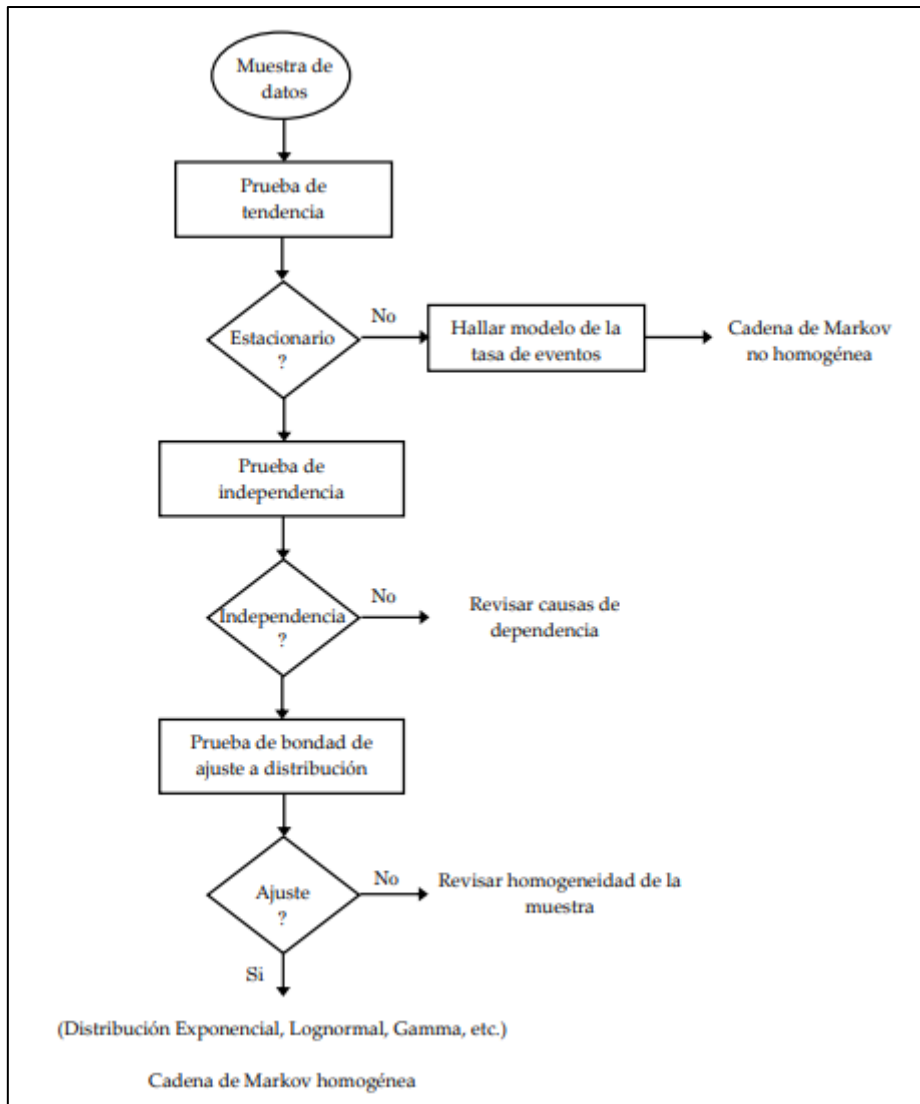 Muestra de
datos
Prueba de
tendencia
Estacionario
?
No
Hallar modelo de la
tasa de eventos
Cadena de Markov
no homogénea
Prueba de
independencia
Independencia
?
No
Revisar causas de
dependencia
Prueba de bondad de
ajuste a distribución
Ajuste
?
No
Revisar homogeneidad de la
muestra
Si
(Distribución Exponencial, Lognormal, Gamma, etc.)
Cadena de Markov homogénea